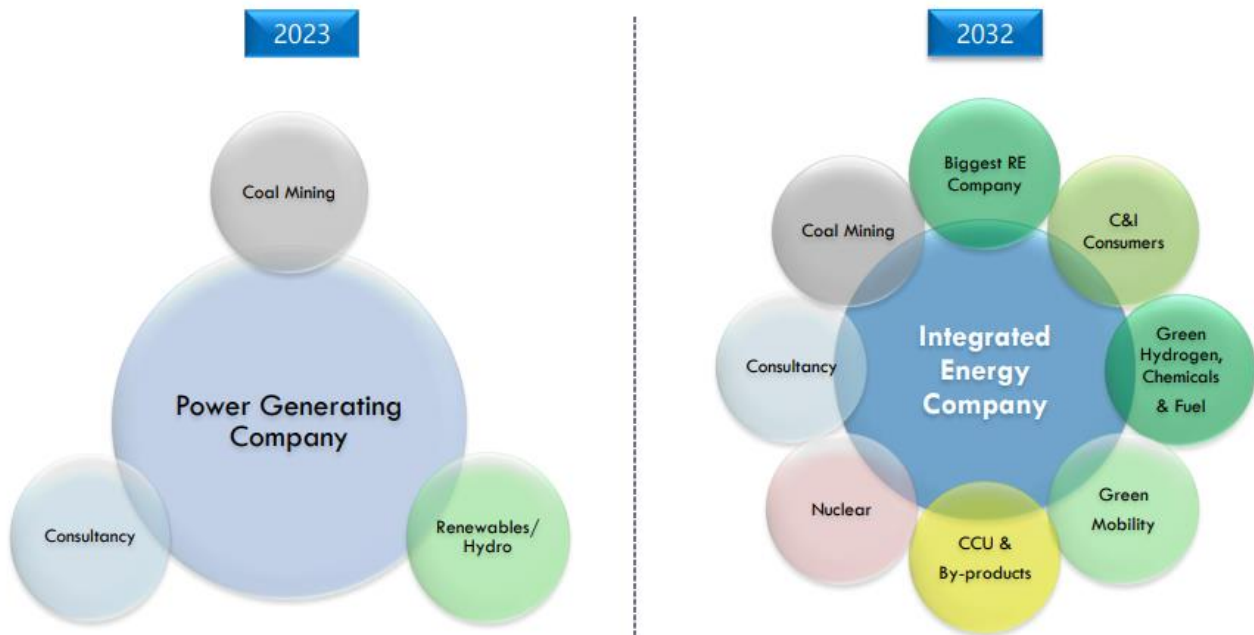 2023
Coal Mining
Power Generating
Company
Consultancy
Renewables/
Hydro
2032
Biggest RE
Company
C&I
Consumers
Coal Mining
Green
Hydrogen,
Chemicals
& Fuel
Consultancy
Integrated
Energy
Company
Nuclear
Green
Mobility
CCU &
By-products